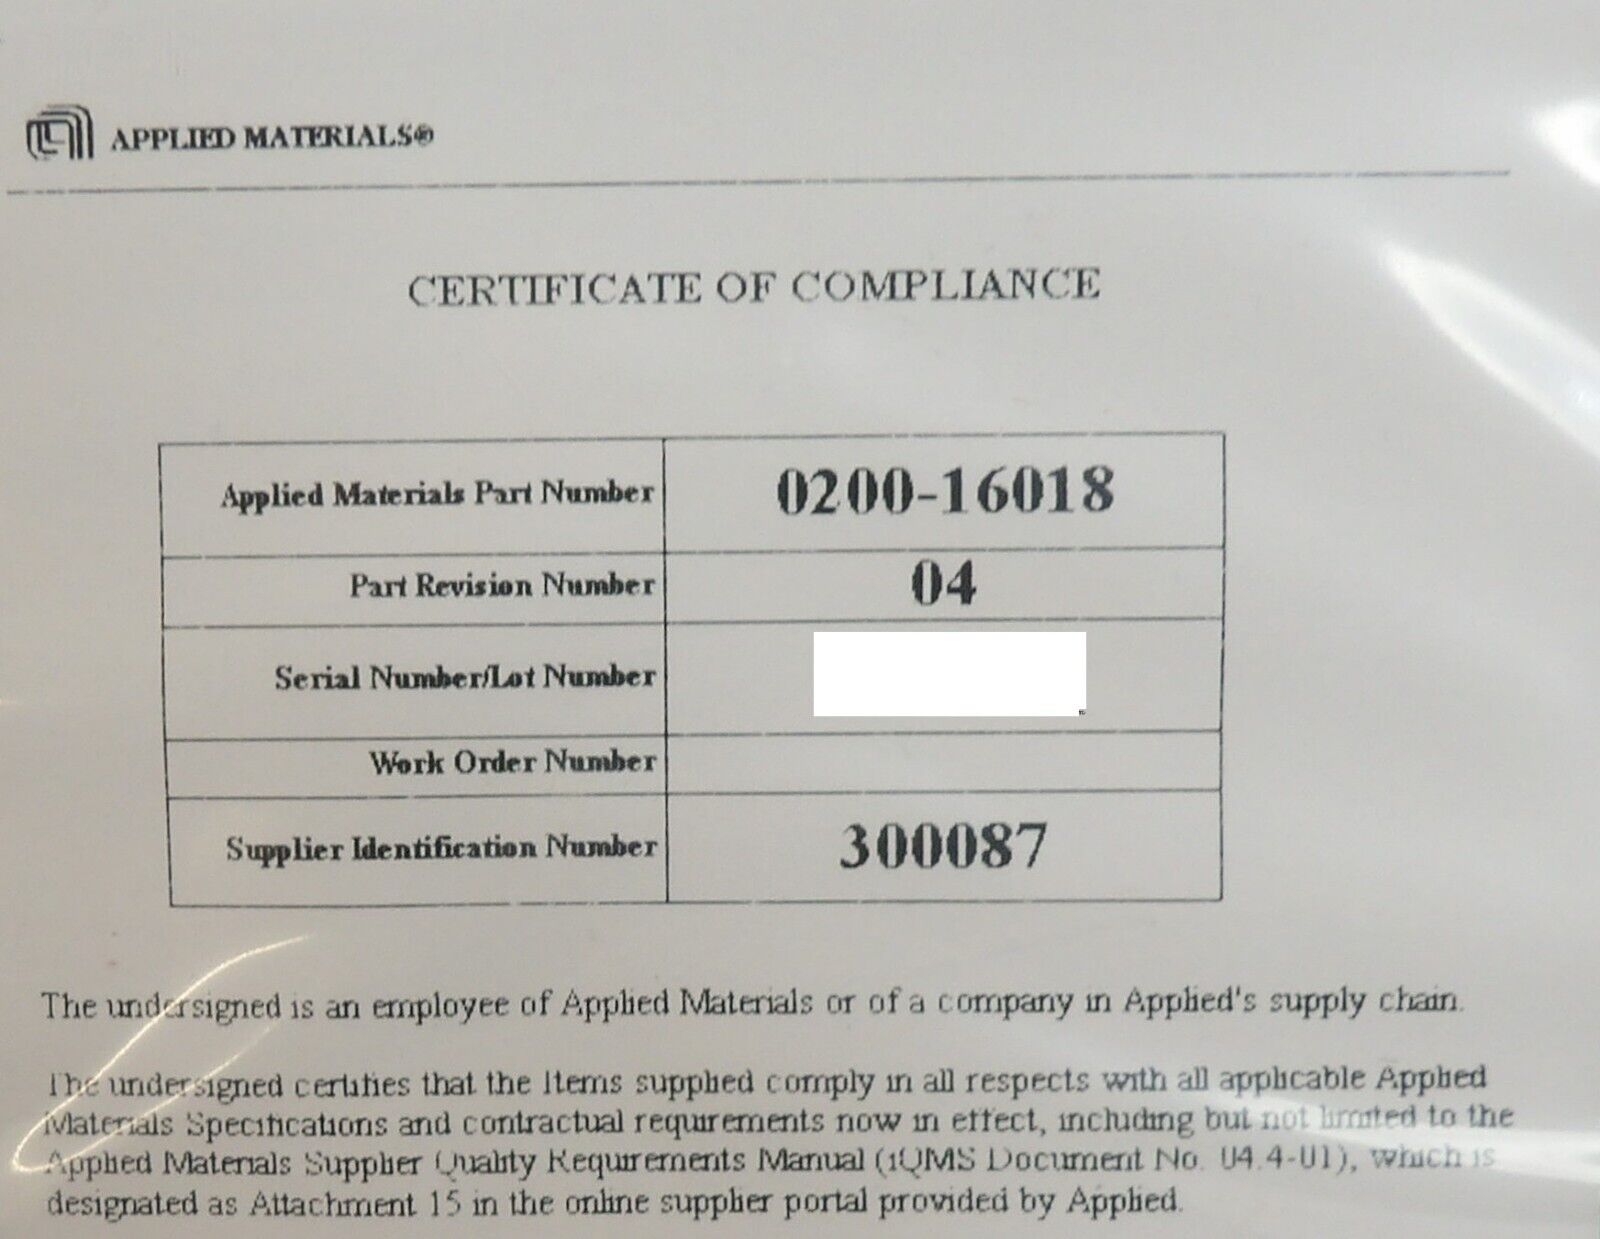 APPLIED MATERIALS®
CERTIFICATE OF COMPLIANCE
Applied Materials Part Number 0200-16018
Part Revision Number 04
Serial Number/Lot Number
Work Order Number
Supplier Identification Number 300087
The undersigned is an employee of Applied Materials or of a company in Applied's supply chain.
The undersigned certifies that the Items supplied comply in all respects with all applicable Applied
Materials Specifications and contractual requirements now in effect, including but not limited to the
Applied Materials Supplier Quality Requirements Manual (iQMS Document No. 04.4-01), which is
designated as Attachment 15 in the online supplier portal provided by Applied.